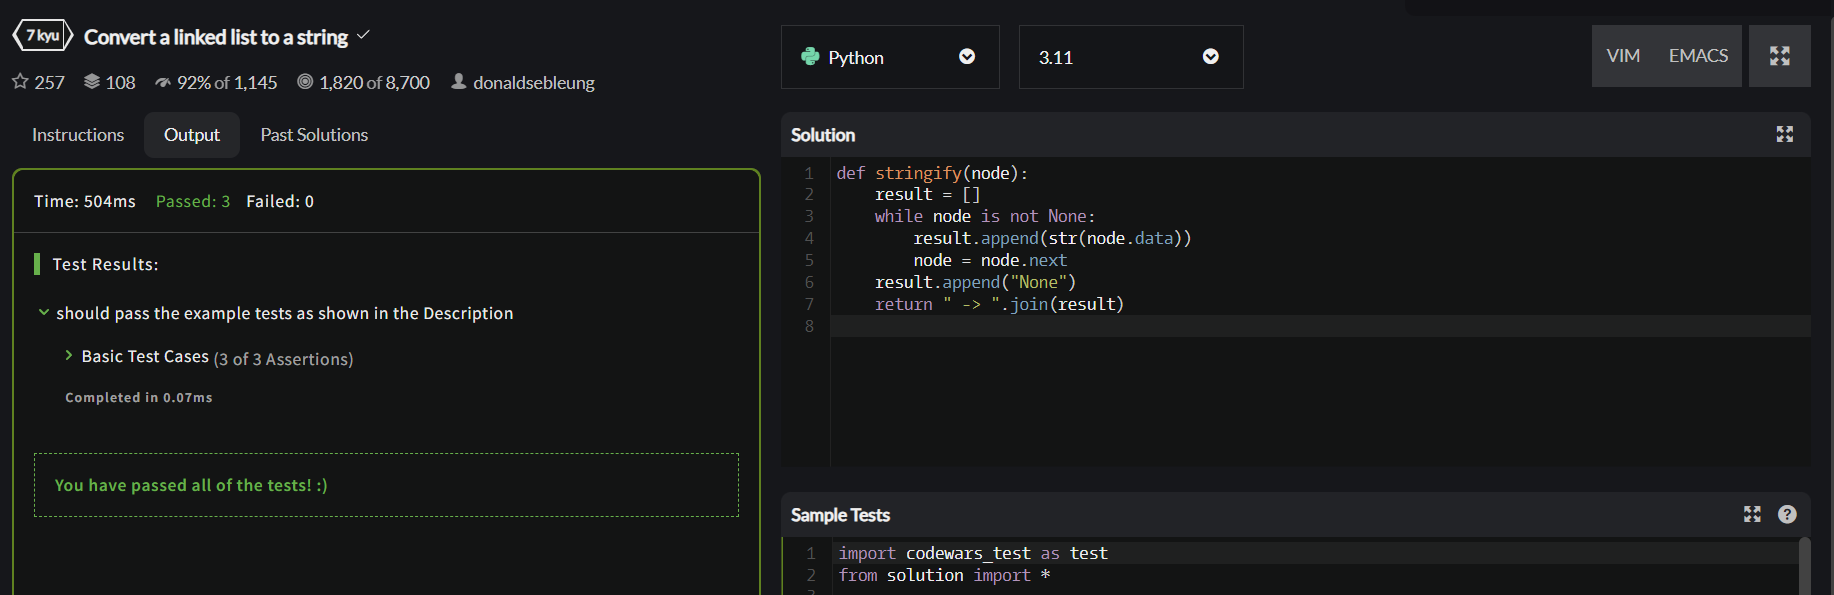 7 kyu Convert a linked list to a string
257 108 92% of 1,145 1,820 of 8,700 donaldsebleung
Instructions Output Past Solutions
Time: 504ms Passed: 3 Failed: 0
Test Results:
should pass the example tests as shown in the Description
Basic Test Cases (3 of 3 Assertions)
Completed in 0.07ms
You have passed all of the tests! :)
Python 3.11 VIM EMACS
Solution
1 def stringify(node):
2     result = []
3     while node is not None:
4         result.append(str(node.data))
5         node = node.next
6     result.append("None")
7     return " -> ".join(result)
8
Sample Tests
?
1 import codewars_test as test
2 from solution import *